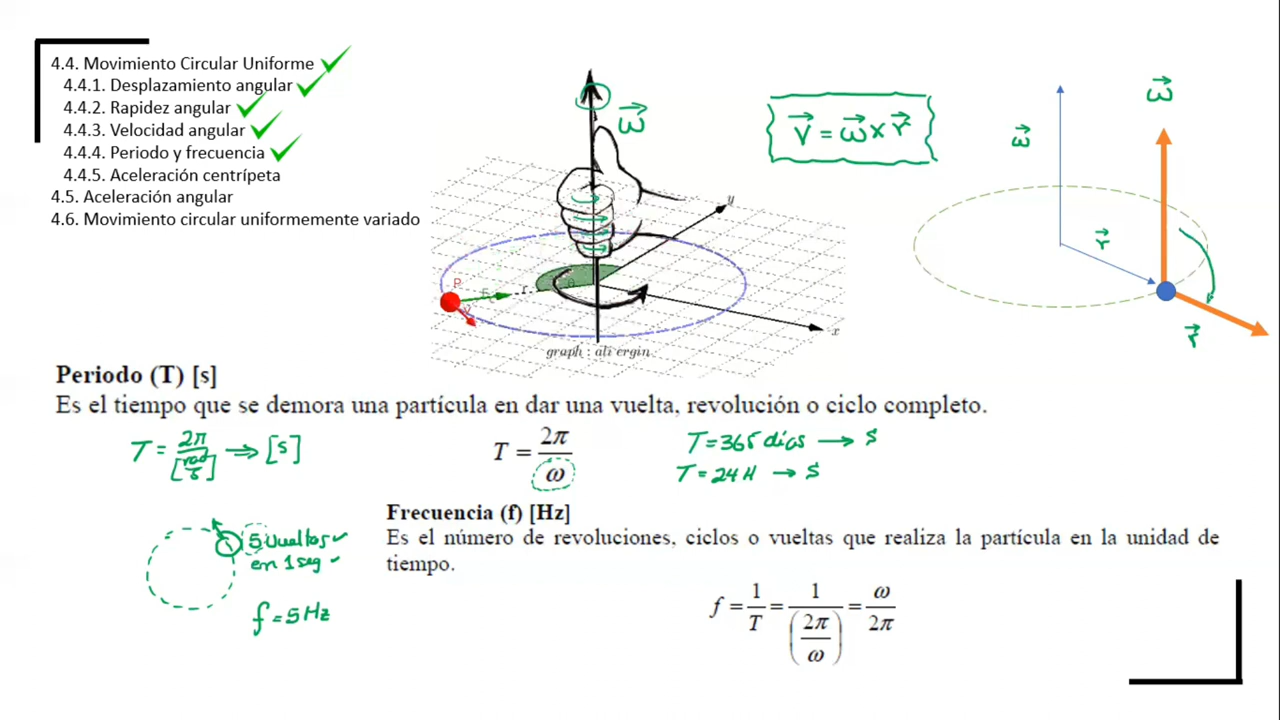 4.4. Movimiento Circular Uniforme
4.4.1. Desplazamiento angular
4.4.2. Rapidez angular
4.4.3. Velocidad angular
4.4.4. Periodo y frecuencia
4.4.5. Aceleración centrípeta
4.5. Aceleración angular
4.6. Movimiento circular uniformemente variado
ω⃗
y
P
r
θ
v
x
graph : ali ergin
v⃗ = ω⃗ x r⃗
ω⃗
ω⃗
r⃗
r⃗
Periodo (T) [s]
Es el tiempo que se demora una partícula en dar una vuelta, revolución o ciclo completo.
T = 2π / [rad/s] ⇒ [s]
T = 2π / ω
T = 365 días → s
T = 24 H → s
5 vueltas
en 1 seg
f = 5 Hz
Frecuencia (f) [Hz]
Es el número de revoluciones, ciclos o vueltas que realiza la partícula en la unidad de
tiempo.
f = 1/T = 1/(2π/ω) = ω/2π